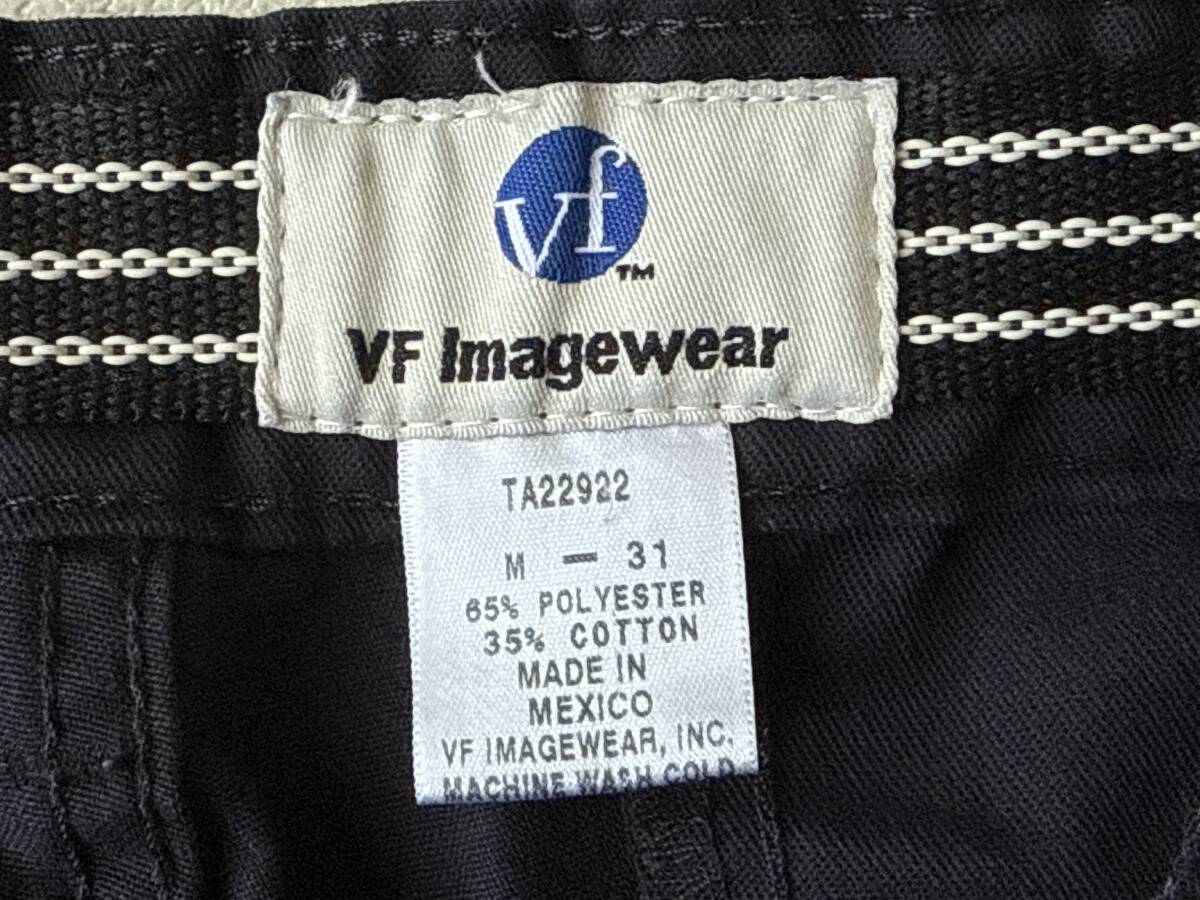 vf
TM
VF Imagewear
TA22922
M — 31
65% POLYESTER
35% COTTON
MADE IN
MEXICO
VF IMAGEWEAR, INC.
MACHINE WASH COLD